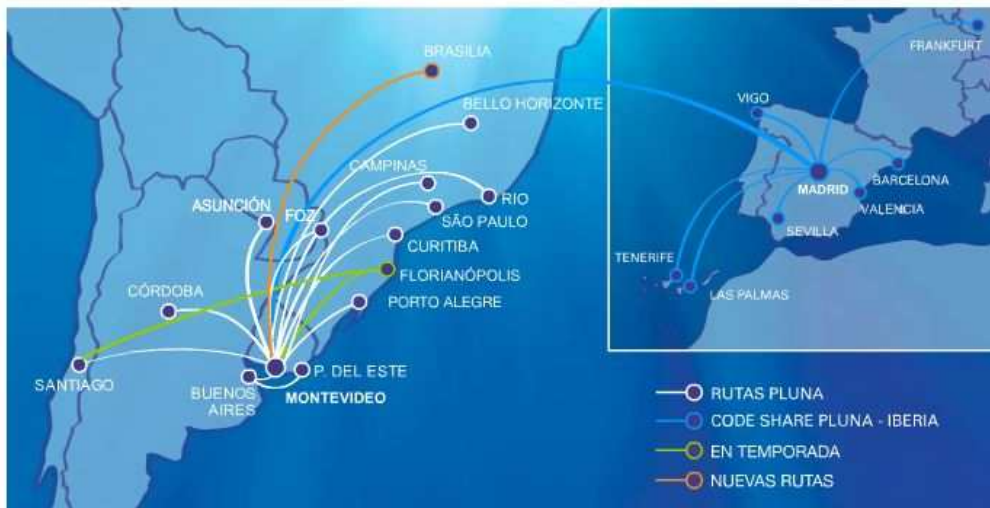 BRASILIA
BELLO HORIZONTE
CAMPINAS
RIO
ASUNCIÓN
FOZ
SÃO PAULO
CURITIBA
FLORIANÓPOLIS
CÓRDOBA
PORTO ALEGRE
SANTIAGO
P. DEL ESTE
BUENOS
AIRES
MONTEVIDEO
FRANKFURT
VIGO
MADRID
BARCELONA
VALENCIA
SEVILLA
TENERIFE
LAS PALMAS
RUTAS PLUNA
CODE SHARE PLUNA - IBERIA
EN TEMPORADA
NUEVAS RUTAS